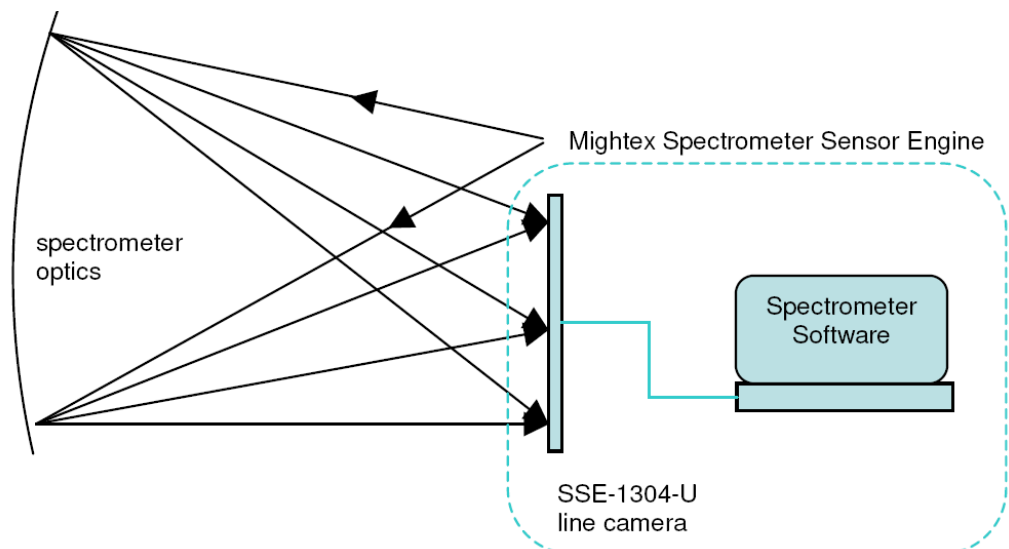 Mightex Spectrometer Sensor Engine
spectrometer
optics
Spectrometer
Software
SSE-1304-U
line camera